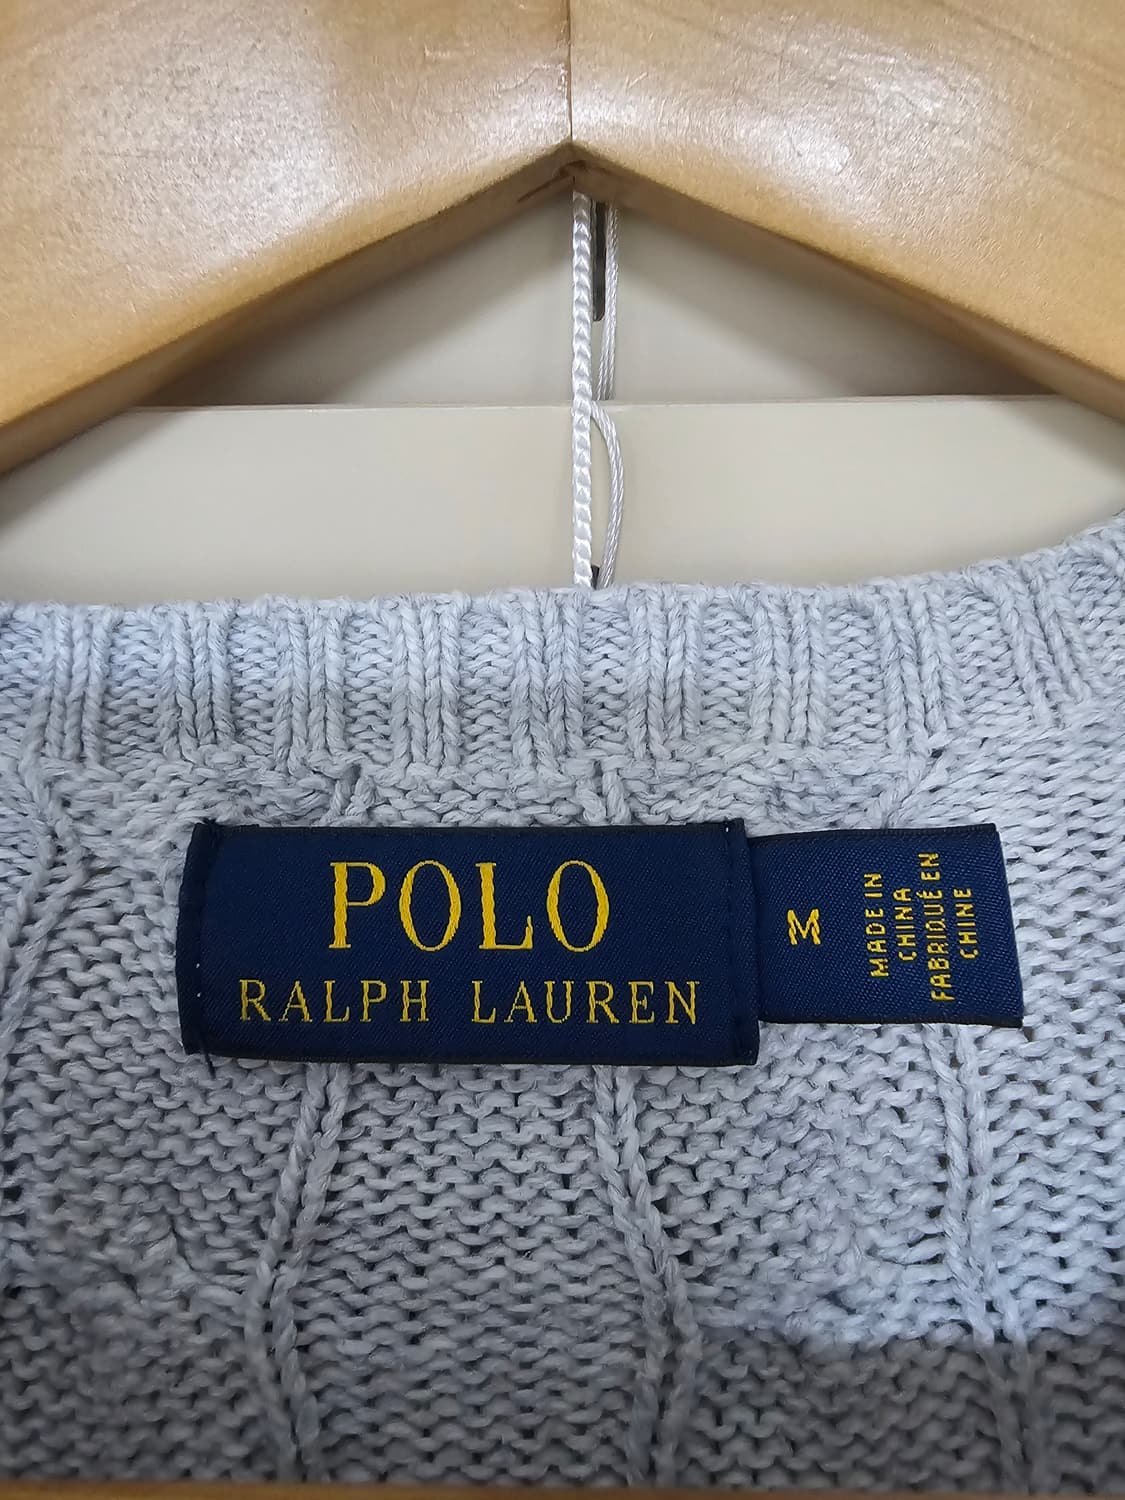 POLO
RALPH LAUREN
M
MADE IN
CHINA
FABRIQUÉ EN
CHINE